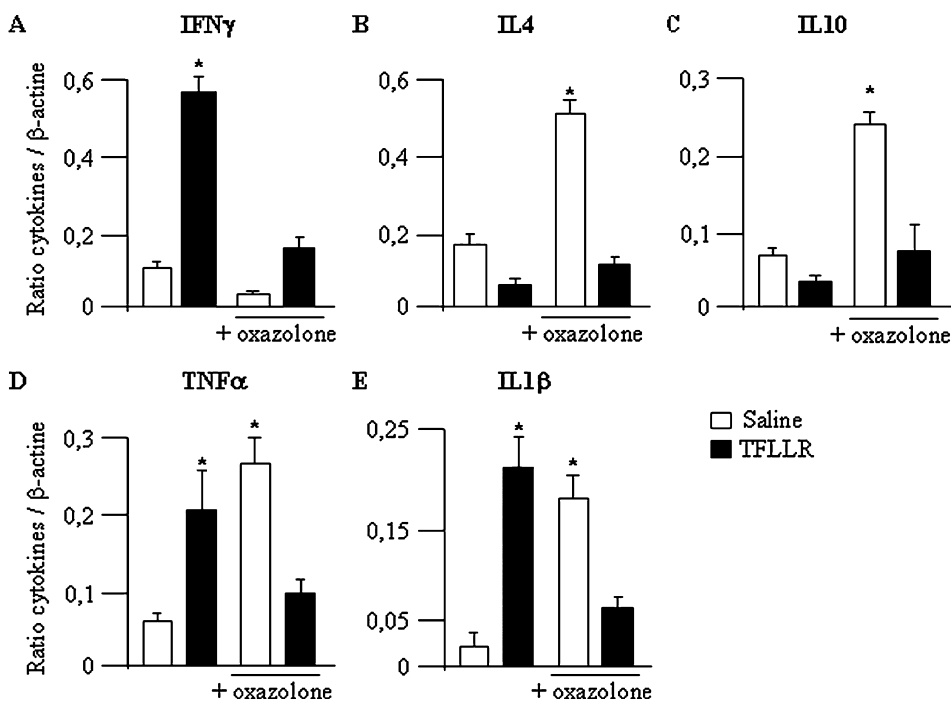 A IFNγ
Ratio cytokines / β-actine
0,6
*
0,4
0,2
0
+ oxazolone
B IL4
0,6
*
0,4
0,2
0
+ oxazolone
C IL10
0,3
*
0,2
0,1
0
+ oxazolone
D TNFα
Ratio cytokines / β-actine
0,3
*
*
0,2
0,1
0
+ oxazolone
E IL1β
0,25
*
*
0,15
0,05
0
+ oxazolone
Saline
TFLLR